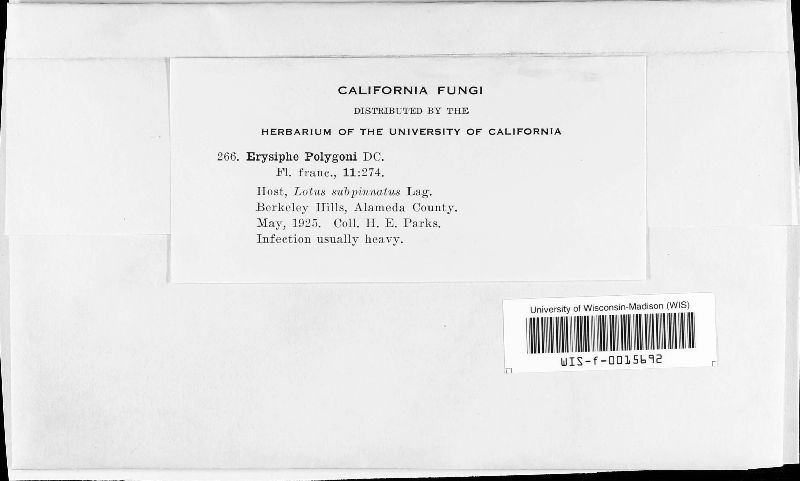 CALIFORNIA FUNGI
DISTRIBUTED BY THE
HERBARIUM OF THE UNIVERSITY OF CALIFORNIA
266. Erysiphe Polygoni DC.
Fl. franc., 11:274.
Host, Lotus subpinnatus Lag.
Berkeley Hills, Alameda County.
May, 1925. Coll. H. E. Parks.
Infection usually heavy.
University of Wisconsin-Madison (WIS)
WIS-f-0015692